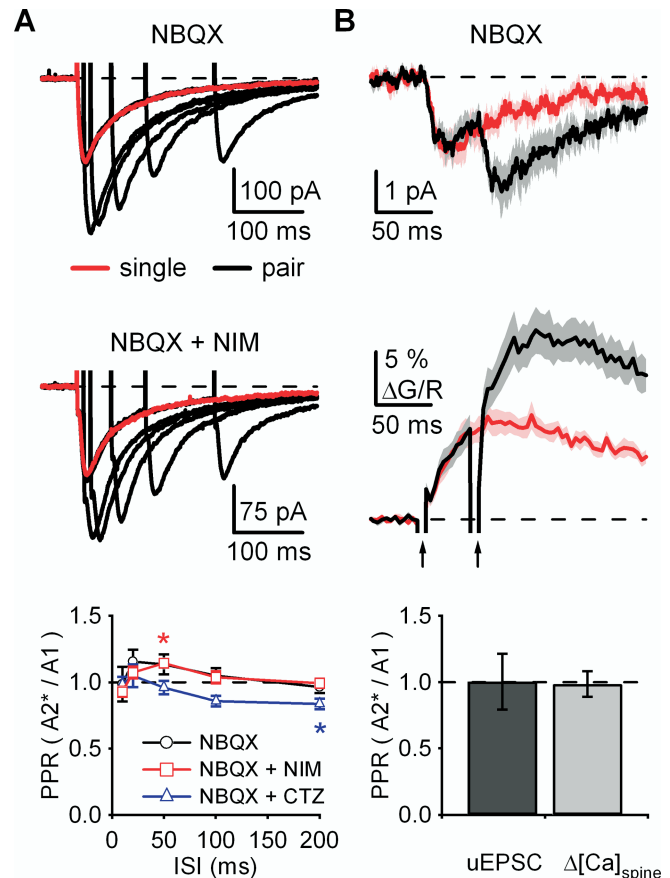 A
NBQX
100 pA
100 ms
single
pair
NBQX + NIM
75 pA
100 ms
PPR ( A2* / A1)
1.5
1.0
0.5
0.0
*
*
NBQX
NBQX + NIM
NBQX + CTZ
0 50 100 150 200
ISI (ms)
B
NBQX
1 pA
50 ms
5 %
ΔG/R
50 ms
PPR ( A2* / A1)
1.5
1.0
0.5
0.0
uEPSC Δ[Ca]spine